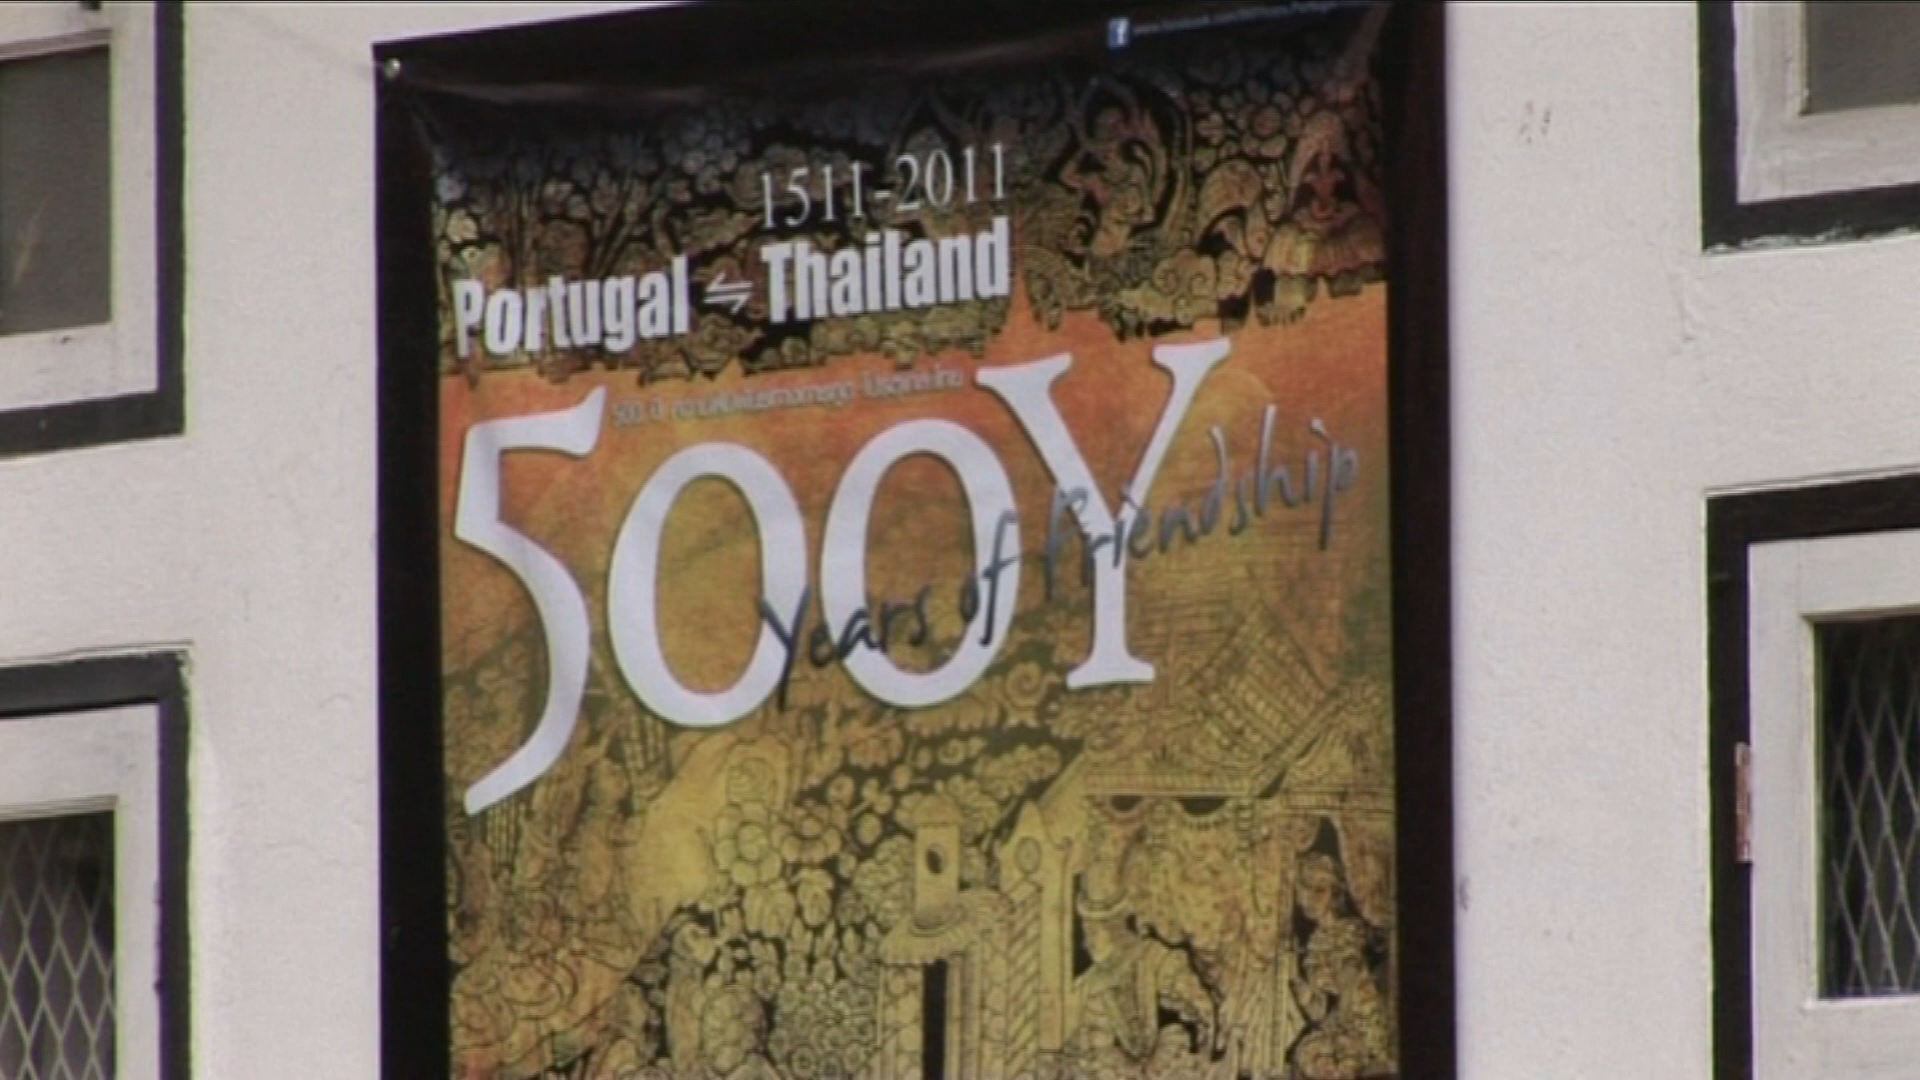 1511-2011
Portugal ⇋ Thailand
500Y
Years of Friendship